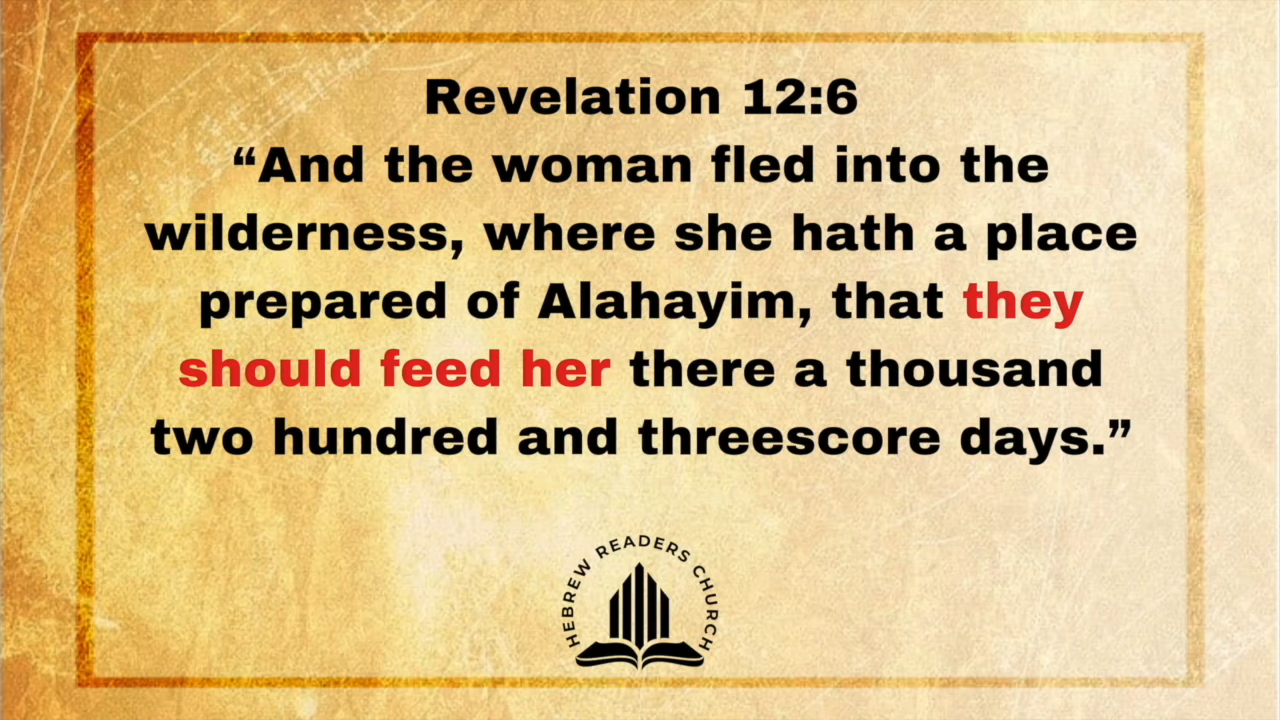 Revelation 12:6
“And the woman fled into the
wilderness, where she hath a place
prepared of Alahayim, that they
should feed her there a thousand
two hundred and threescore days.”
HEBREW READERS CHURCH